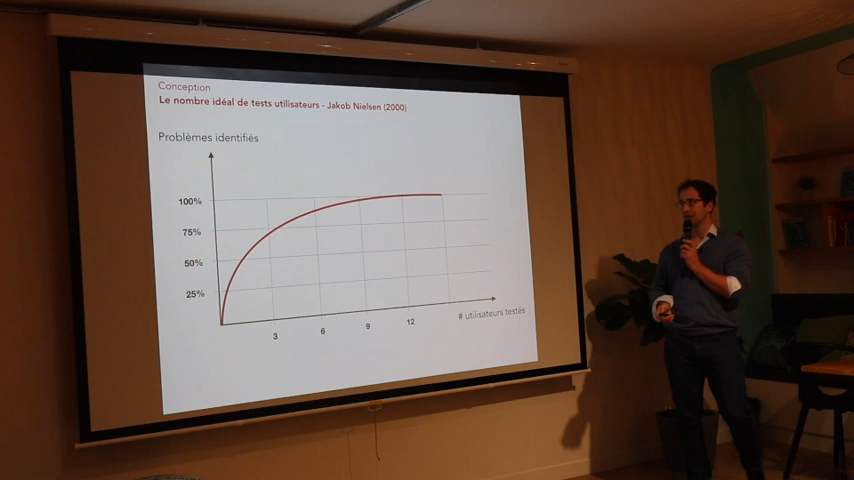 Conception
Le nombre idéal de tests utilisateurs - Jakob Nielsen (2000)
Problèmes identifiés
100%
75%
50%
25%
3
6
9
12
# utilisateurs testés